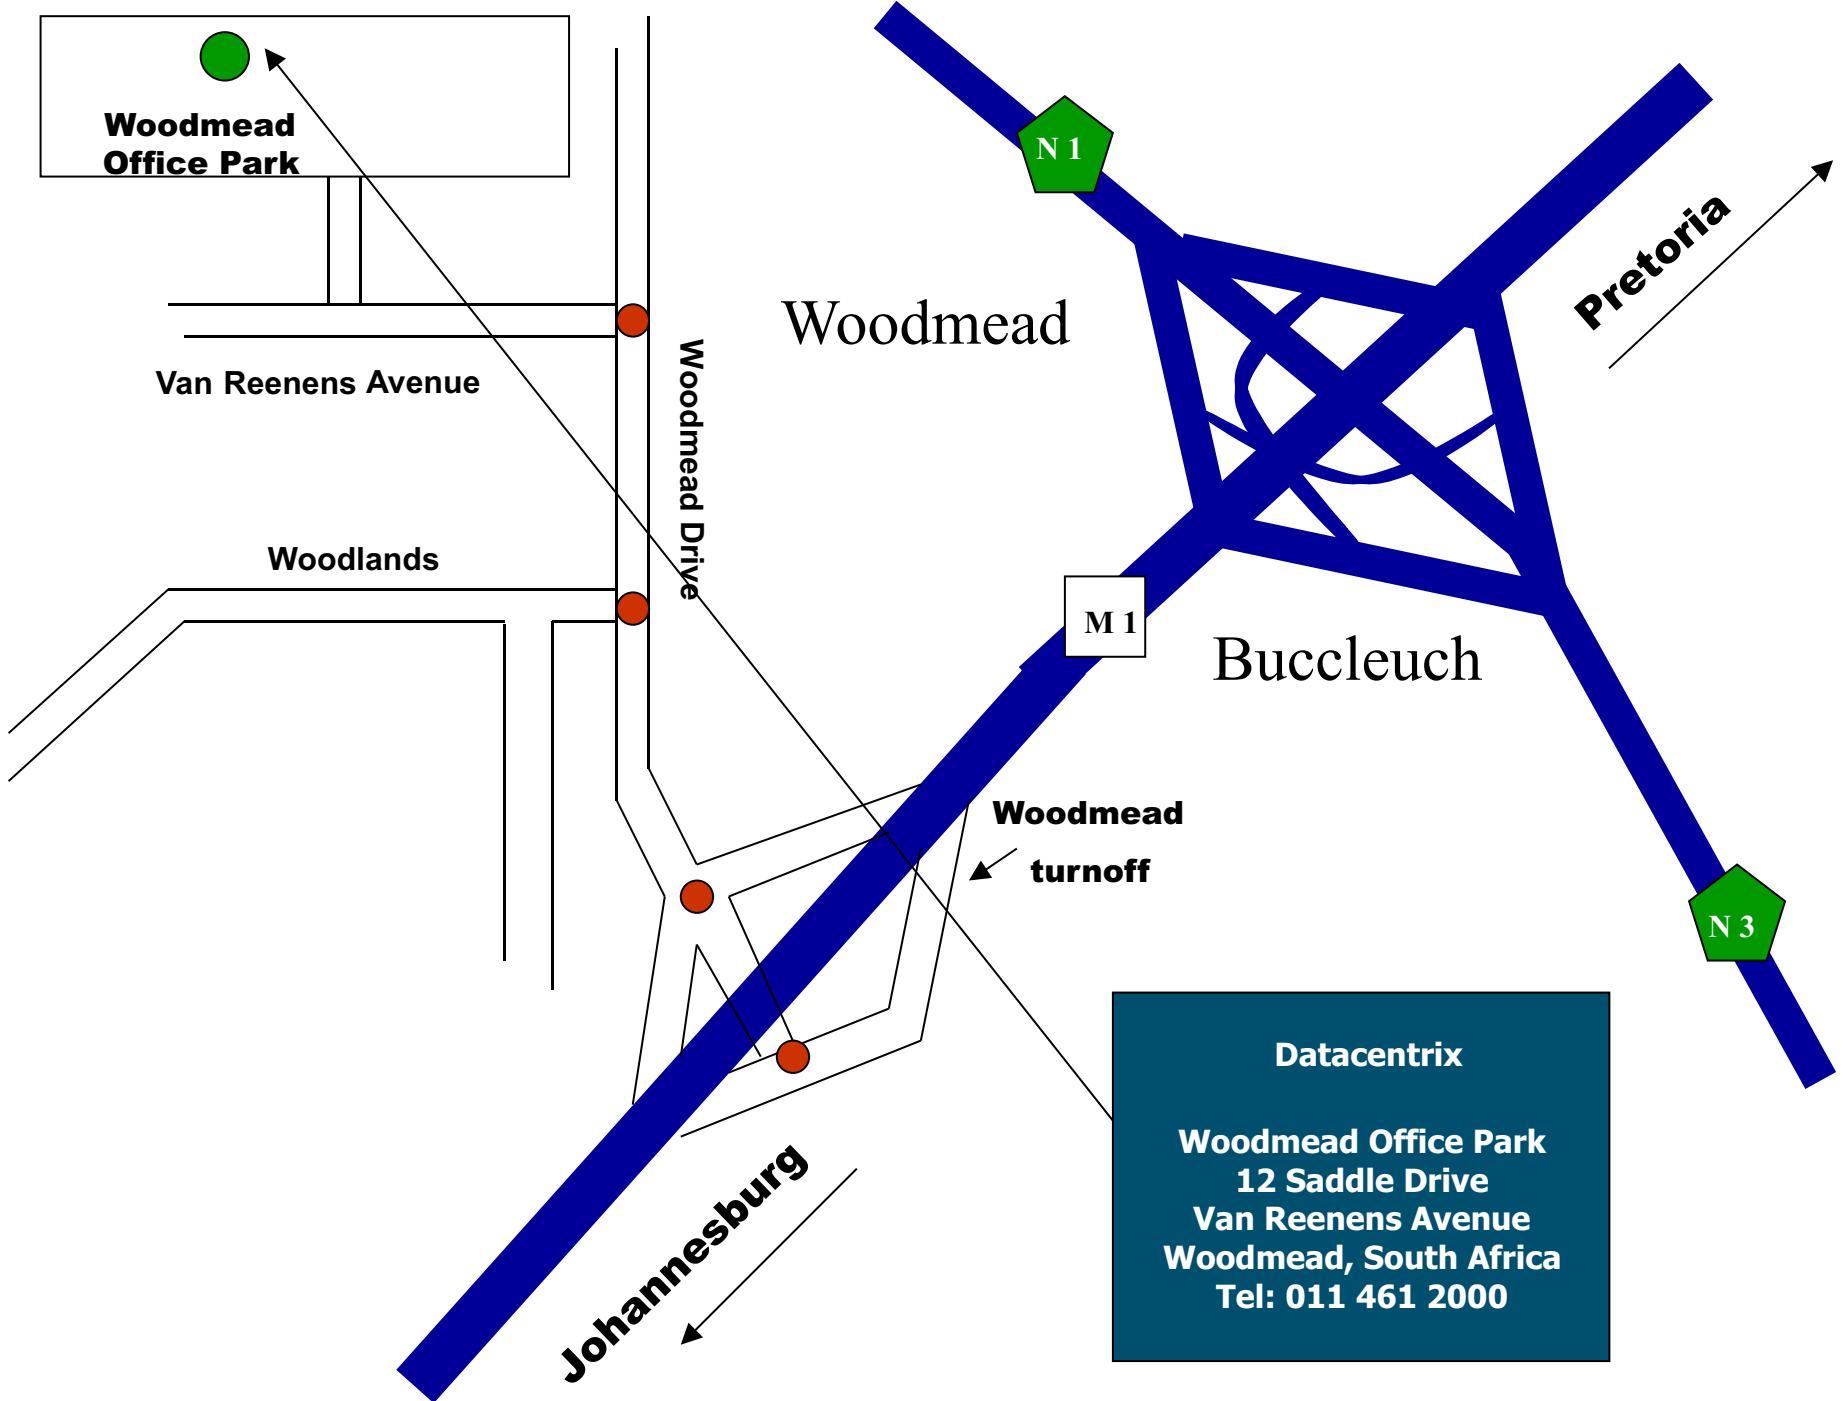 Woodmead
Office Park
N 1
Pretoria
Woodmead
Van Reenens Avenue
Woodmead Drive
Woodlands
M 1
Buccleuch
Woodmead
turnoff
N 3
Johannesburg
Datacentrix
Woodmead Office Park
12 Saddle Drive
Van Reenens Avenue
Woodmead, South Africa
Tel: 011 461 2000